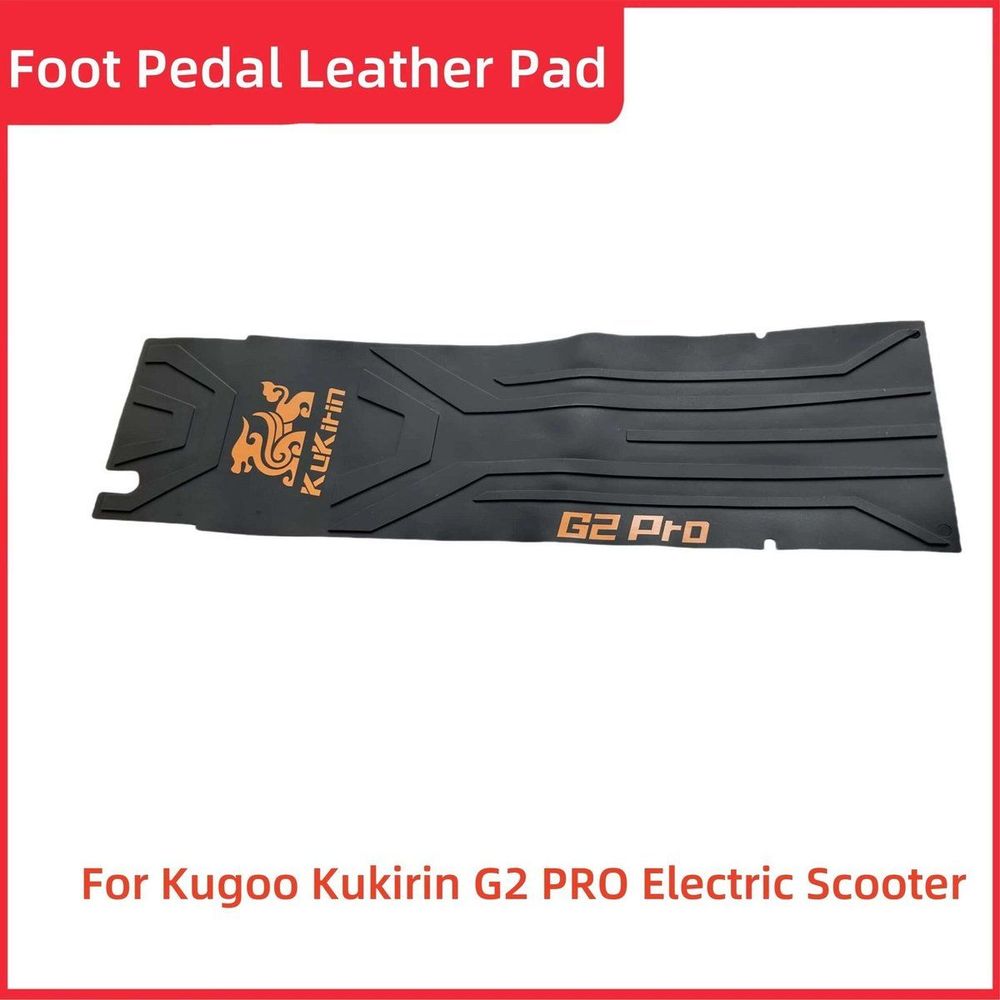 Foot Pedal Leather Pad
KuKirin
G2 Pro
For Kugoo Kukirin G2 PRO Electric Scooter